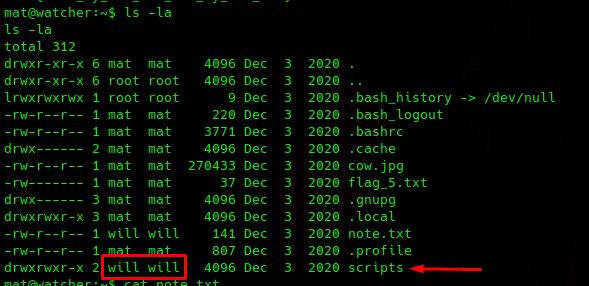 mat@watcher:~$ ls -la
ls -la
total 312
drwxr-xr-x 6 mat  mat    4096 Dec  3  2020 .
drwxr-xr-x 6 root root   4096 Dec  3  2020 ..
lrwxrwxrwx 1 root root      9 Dec  3  2020 .bash_history -> /dev/null
-rw-r--r-- 1 mat  mat     220 Dec  3  2020 .bash_logout
-rw-r--r-- 1 mat  mat    3771 Dec  3  2020 .bashrc
drwx------ 2 mat  mat    4096 Dec  3  2020 .cache
-rw-r--r-- 1 mat  mat  270433 Dec  3  2020 cow.jpg
-rw------- 1 mat  mat      37 Dec  3  2020 flag_5.txt
drwx------ 3 mat  mat    4096 Dec  3  2020 .gnupg
drwxrwxr-x 3 mat  mat    4096 Dec  3  2020 .local
-rw-r--r-- 1 will will    141 Dec  3  2020 note.txt
-rw-r--r-- 1 mat  mat     807 Dec  3  2020 .profile
drwxrwxr-x 2 will will   4096 Dec  3  2020 scripts
mat@watcher:~$ cat note.txt